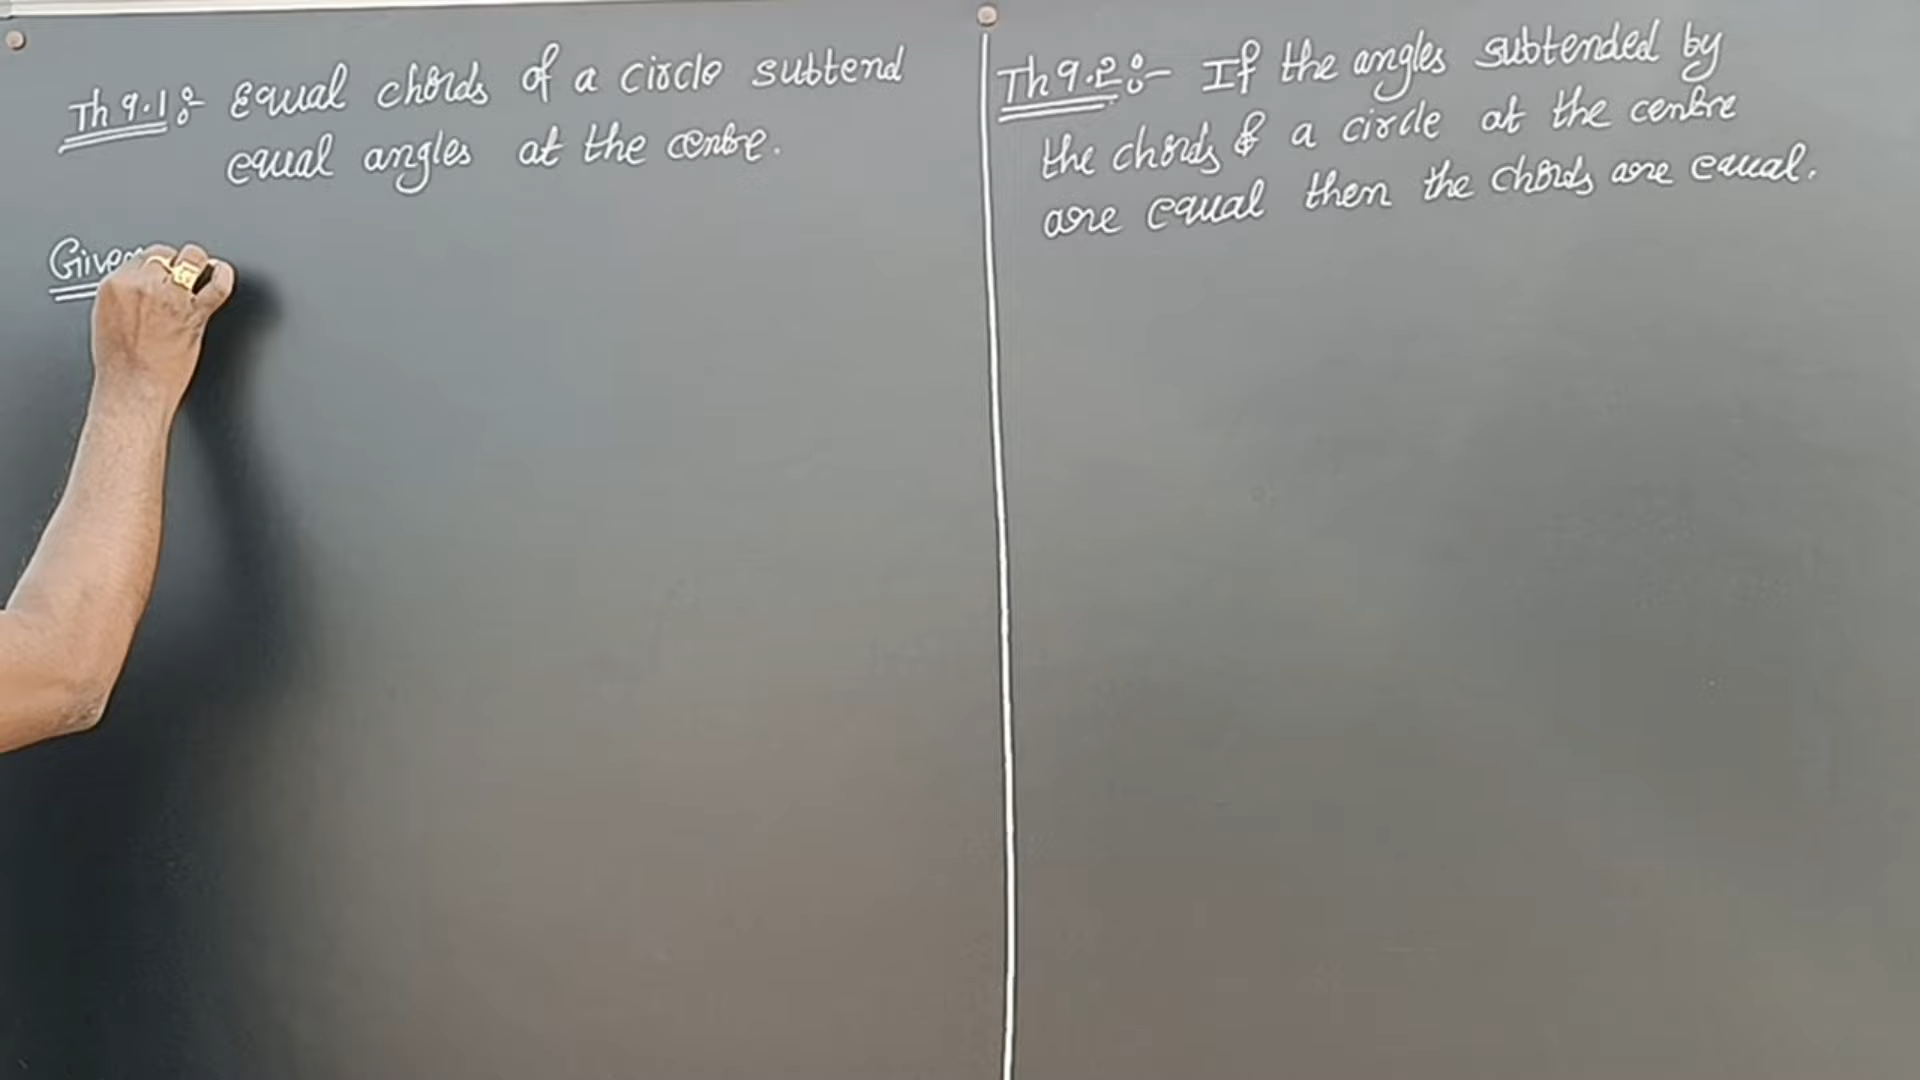 Th 9.1:- Equal chords of a circle subtend
equal angles at the centre.
Given
Th 9.2:- If the angles subtended by
the chords of a circle at the centre
are equal then the chords are equal.